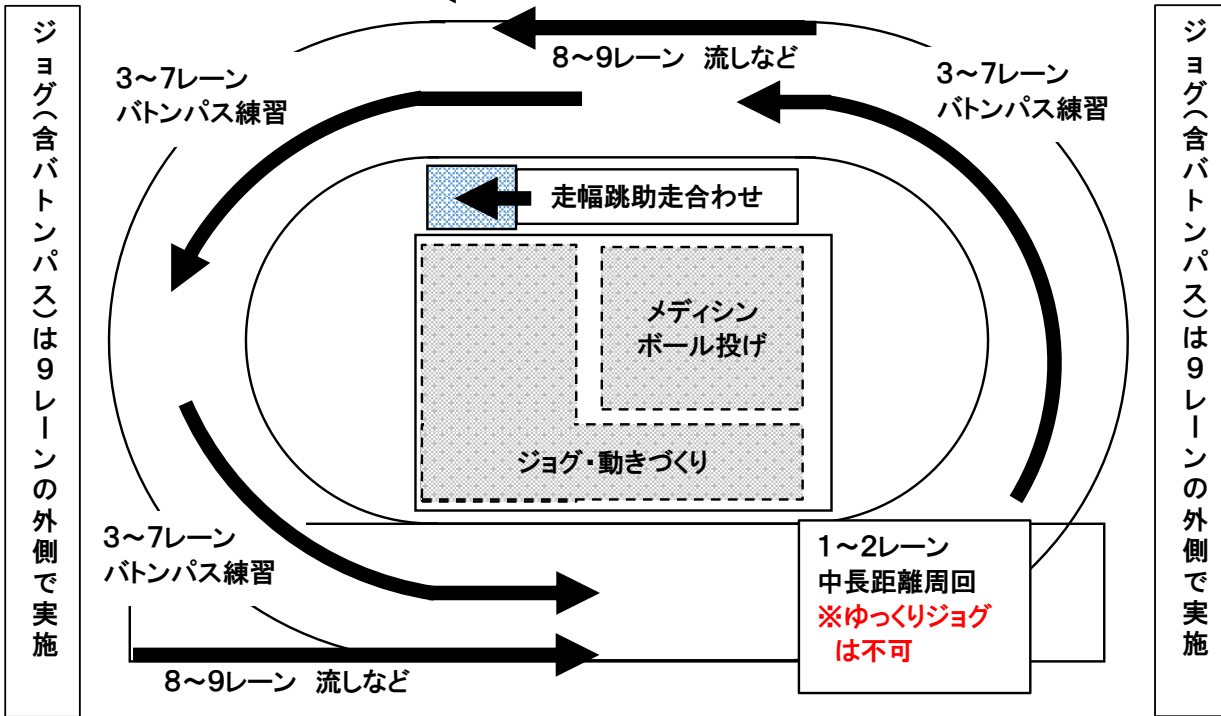 ジョグ(含バトンパス)は9レーンの外側で実施
8~9レーン 流しなど
3~7レーン
バトンパス練習
3~7レーン
バトンパス練習
走幅跳助走合わせ
メディシン
ボール投げ
ジョグ・動きづくり
3~7レーン
バトンパス練習
1~2レーン
中長距離周回
※ゆっくりジョグ
は不可
8~9レーン 流しなど
ジョグ(含バトンパス)は9レーンの外側で実施